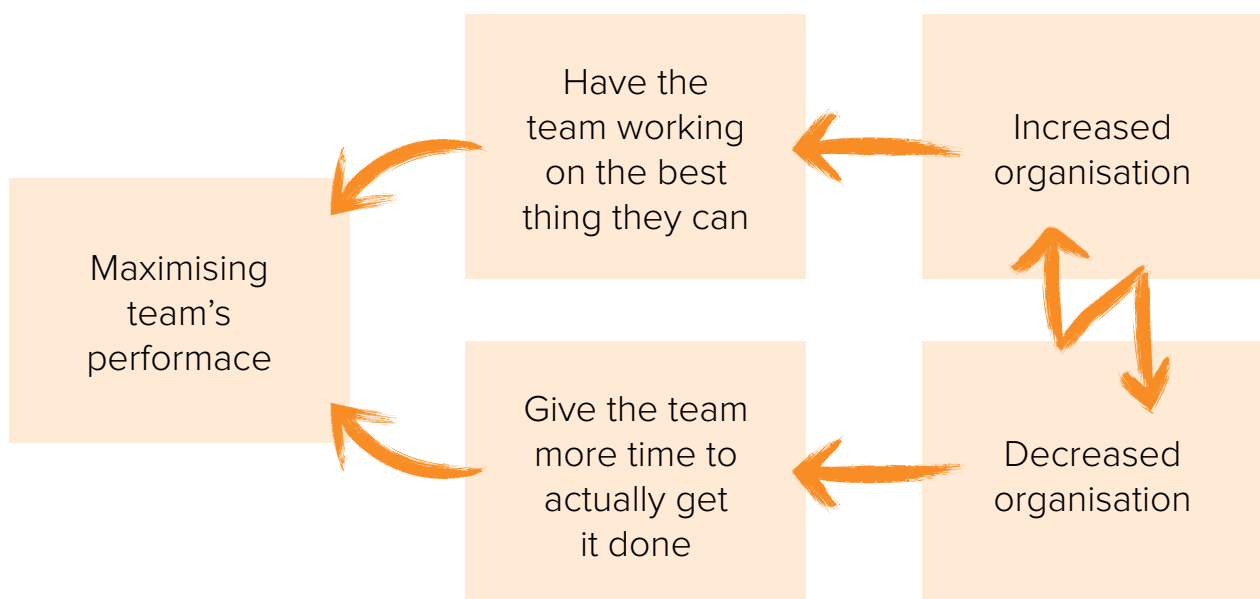 Have the
team working
on the best
thing they can
Increased
organisation
Maximising
team’s
performace
Give the team
more time to
actually get
it done
Decreased
organisation